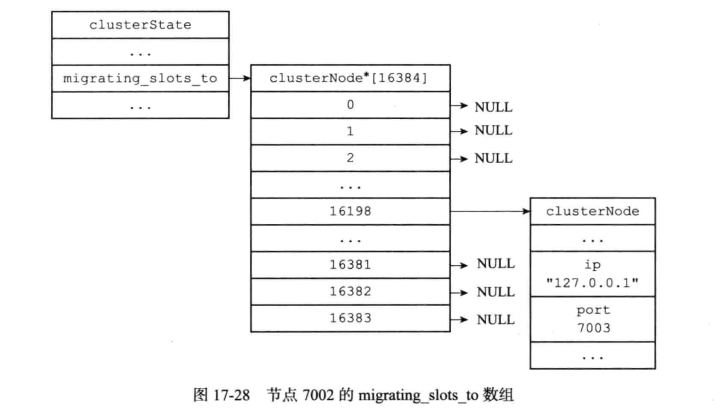 clusterState
...
migrating_slots_to
...
clusterNode*[16384]
0
NULL
1
NULL
2
NULL
...
16198
...
16381
NULL
16382
NULL
16383
NULL
clusterNode
...
ip
"127.0.0.1"
port
7003
...
图 17-28 节点 7002 的 migrating_slots_to 数组